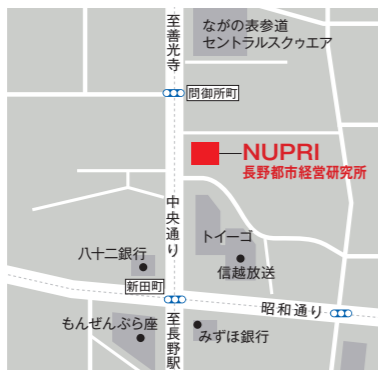 至善光寺
ながの表参道
セントラルスクゥエア
問御所町
NUPRI
長野都市経営研究所
中央通り
トイーゴ
八十二銀行
信越放送
新田町
昭和通り
もんぜんぷら座
至長野駅
みずほ銀行